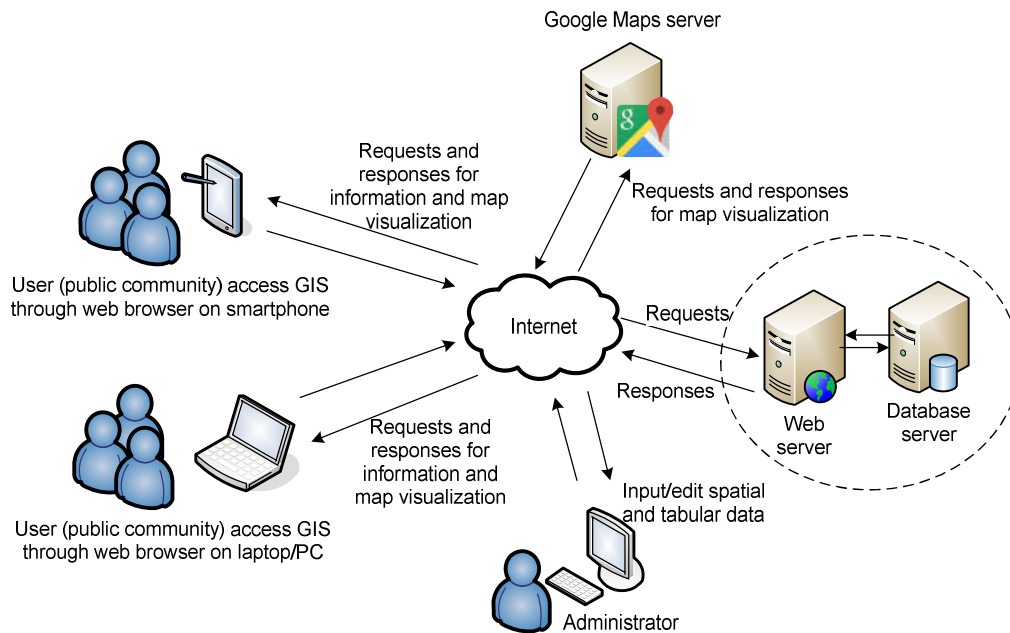 Google Maps server
g
Requests and
responses for
information and map
visualization
Requests and responses
for map visualization
User (public community) access GIS
through web browser on smartphone
Internet
Requests
Responses
Web
server
Database
server
Requests and
responses for
information and
map visualization
User (public community) access GIS
through web browser on laptop/PC
Input/edit spatial
and tabular data
Administrator